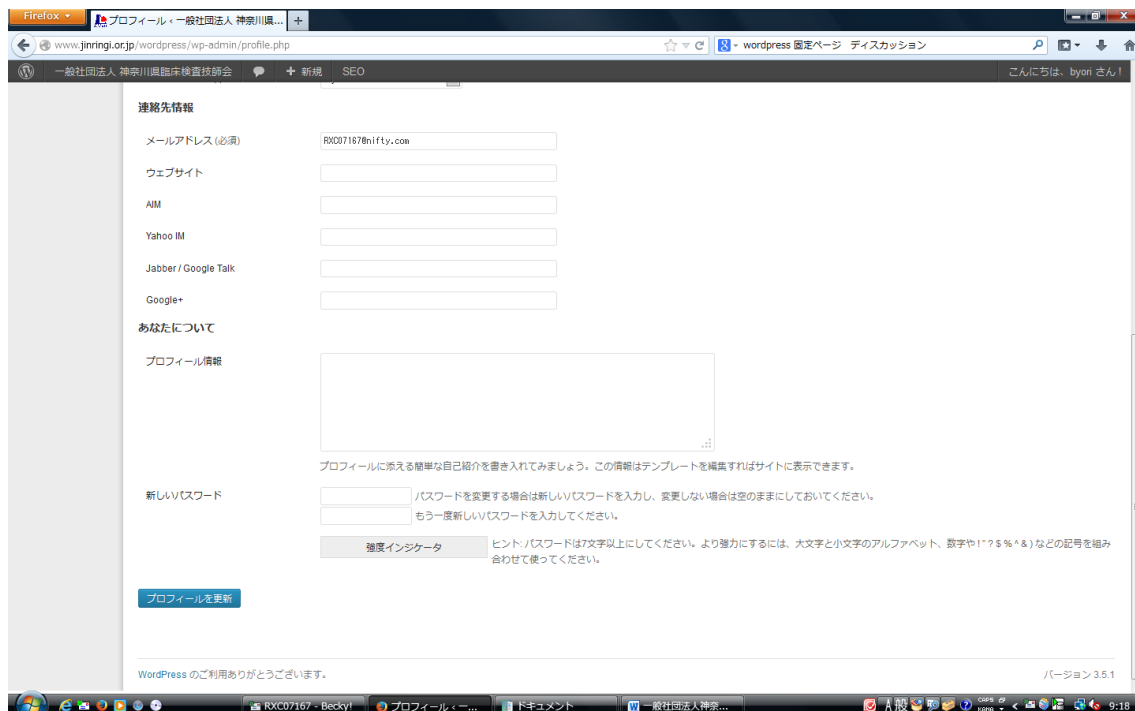 Firefox
プロフィール ‹ 一般社団法人 神奈川県...
www.jinringi.or.jp/wordpress/wp-admin/profile.php
wordpress 固定ページ ディスカッション
一般社団法人 神奈川県臨床検査技師会
+ 新規
SEO
こんにちは、byori さん!
連絡先情報
メールアドレス (必須)
RXC07167@nifty.com
ウェブサイト
AIM
Yahoo IM
Jabber / Google Talk
Google+
あなたについて
プロフィール情報
プロフィールに添える簡単な自己紹介を書き入れてみましょう。この情報はテンプレートを編集すればサイトに表示できます。
新しいパスワード
パスワードを変更する場合は新しいパスワードを入力し、変更しない場合は空のままにしておいてください。
もう一度新しいパスワードを入力してください。
強度インジケータ
ヒント: パスワードは7文字以上にしてください。より強力にするには、大文字と小文字のアルファベット、数字や ! " ? $ % ^ & ) などの記号を組み
合わせて使ってください。
プロフィールを更新
WordPress のご利用ありがとうございます。
バージョン 3.5.1
RXC07167 - Becky!
プロフィール ‹ 一...
ドキュメント
一般社団法人神奈...
A 般
CAPS
KANA
9:18